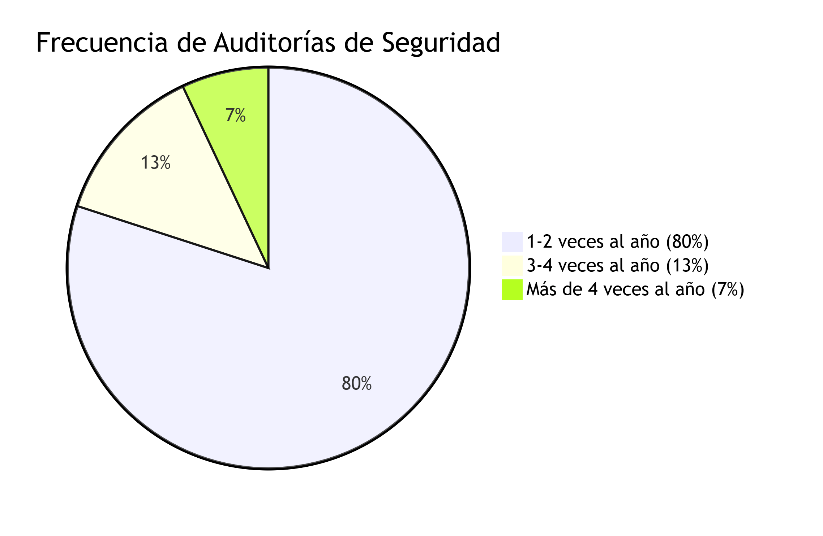 Frecuencia de Auditorías de Seguridad
7%
13%
80%
1-2 veces al año (80%)
3-4 veces al año (13%)
Más de 4 veces al año (7%)